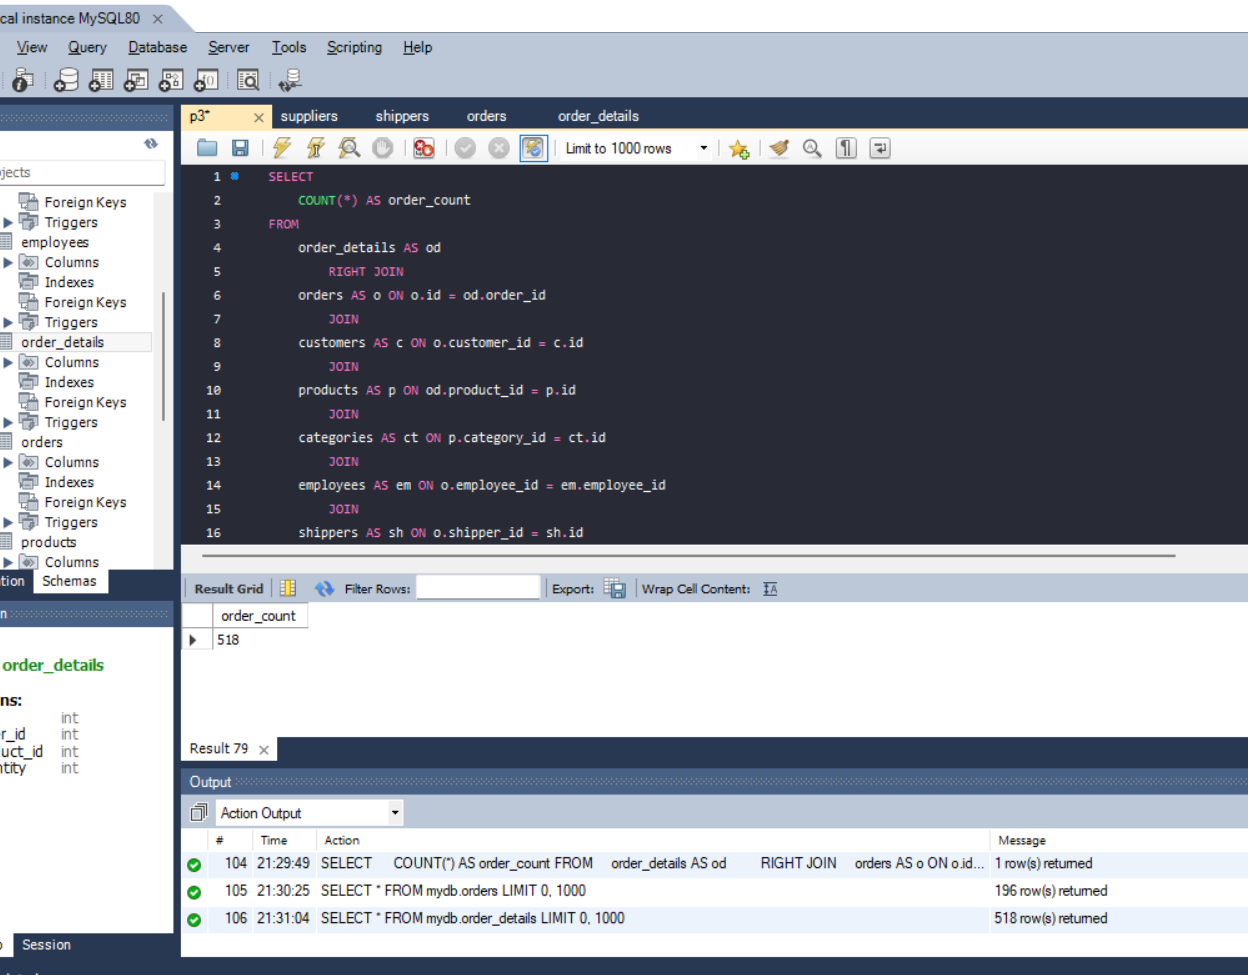 cal instance MySQL80 ×
View Query Database Server Tools Scripting Help
p3* × suppliers shippers orders order_details
Limit to 1000 rows
jects
Foreign Keys
Triggers
employees
Columns
Indexes
Foreign Keys
Triggers
order_details
Columns
Indexes
Foreign Keys
Triggers
orders
Columns
Indexes
Foreign Keys
Triggers
products
Columns
tion Schemas
1 SELECT
2 COUNT(*) AS order_count
3 FROM
4 order_details AS od
5 RIGHT JOIN
6 orders AS o ON o.id = od.order_id
7 JOIN
8 customers AS c ON o.customer_id = c.id
9 JOIN
10 products AS p ON od.product_id = p.id
11 JOIN
12 categories AS ct ON p.category_id = ct.id
13 JOIN
14 employees AS em ON o.employee_id = em.employee_id
15 JOIN
16 shippers AS sh ON o.shipper_id = sh.id
Result Grid Filter Rows: Export: Wrap Cell Content: IA
order_count
518
Result 79 ×
n
order_details
ns:
int
r_id int
uct_id int
ntity int
Session
Output
Action Output
# Time Action Message
104 21:29:49 SELECT COUNT(*) AS order_count FROM order_details AS od RIGHT JOIN orders AS o ON o.id... 1 row(s) returned
105 21:30:25 SELECT * FROM mydb.orders LIMIT 0, 1000 196 row(s) returned
106 21:31:04 SELECT * FROM mydb.order_details LIMIT 0, 1000 518 row(s) returned